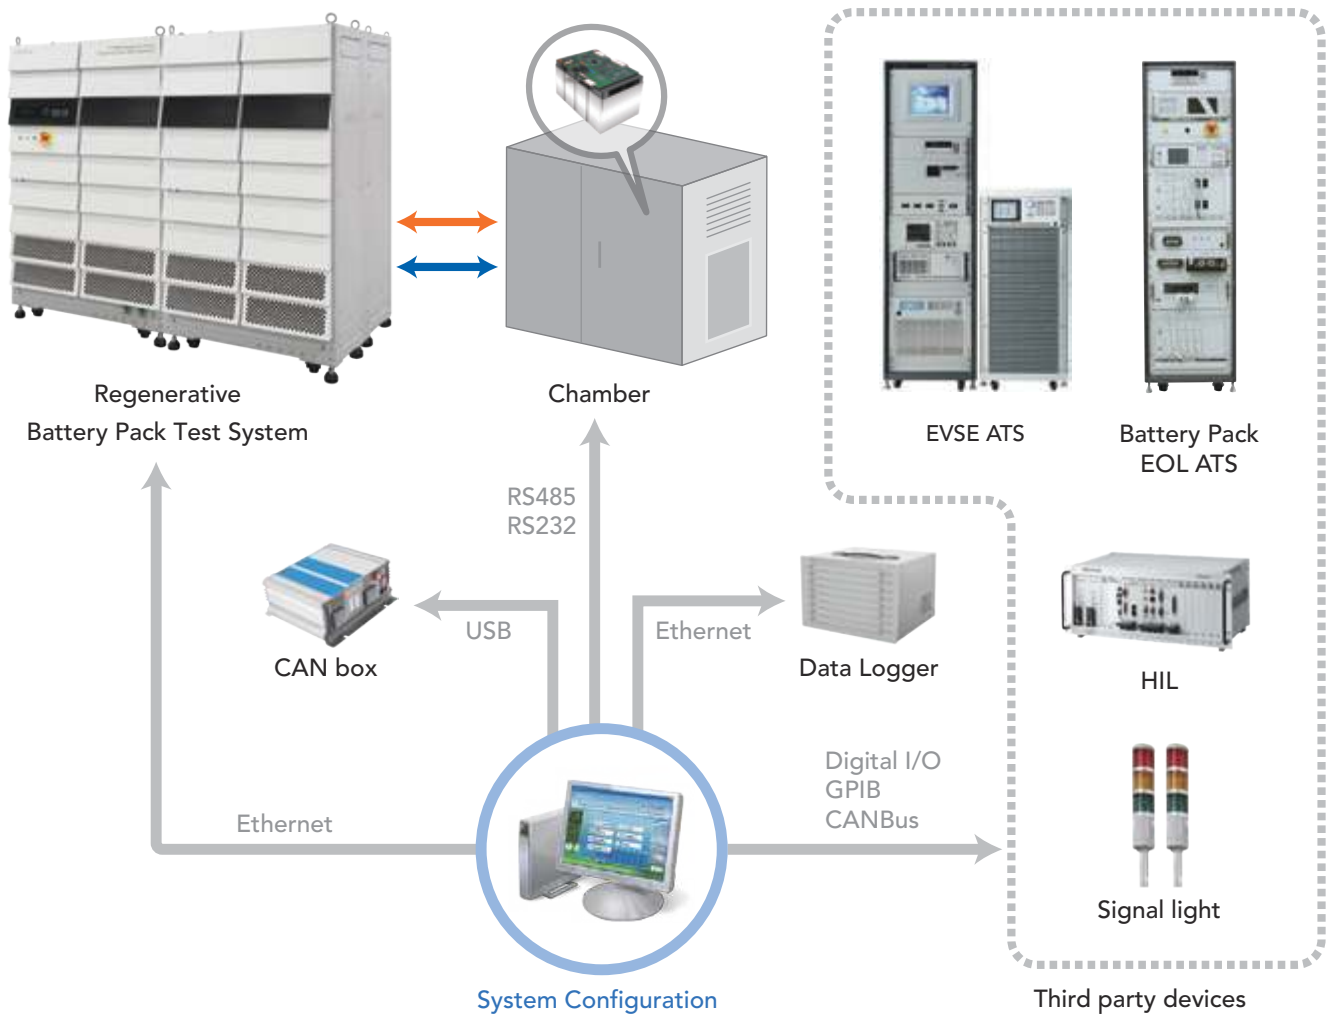 Regenerative
Battery Pack Test System
Chamber
EVSE ATS
Battery Pack
EOL ATS
RS485
RS232
USB
Ethernet
CAN box
Data Logger
HIL
Digital I/O
GPIB
CANBus
Ethernet
Signal light
System Configuration
Third party devices